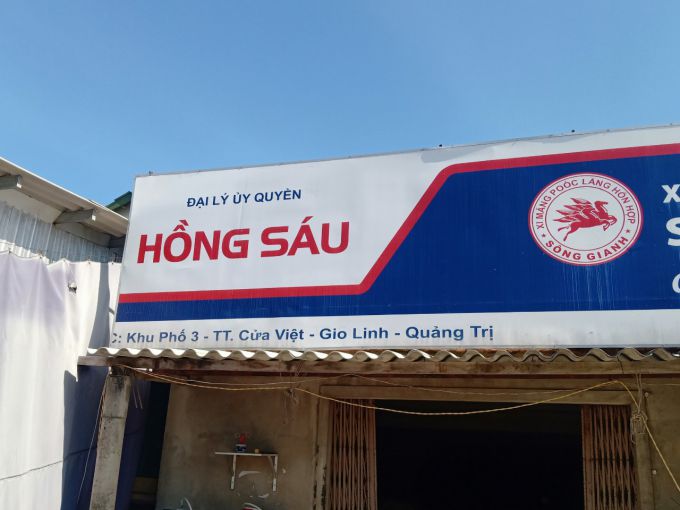 ĐẠI LÝ ỦY QUYỀN
HỒNG SÁU
C: Khu Phố 3 - TT. Cửa Việt - Gio Linh - Quảng Trị
XI MĂNG POÓC LĂNG HỖN HỢP
SÔNG GIANH
X
S